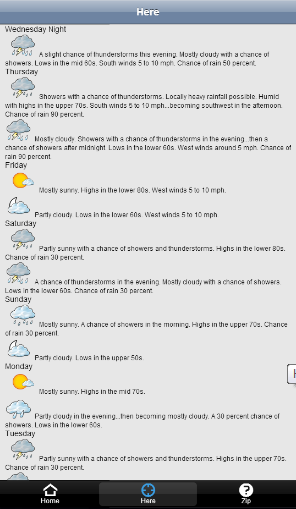 Here
Wednesday Night
A slight chance of thunderstorms this evening. Mostly cloudy with a chance of
showers. Lows in the mid 60s. South winds 5 to 10 mph. Chance of rain 50 percent.
Thursday
Showers with a chance of thunderstorms. Locally heavy rainfall possible. Humid
with highs in the upper 70s. South winds 5 to 10 mph...becoming southwest in the afternoon.
Chance of rain 90 percent.
Mostly cloudy. Showers with a chance of thunderstorms in the evening...then a
chance of showers after midnight. Lows in the lower 60s. West winds around 5 mph. Chance of
rain 90 percent.
Friday
Mostly sunny. Highs in the lower 80s. West winds 5 to 10 mph.
Partly cloudy. Lows in the lower 60s. West winds 5 to 10 mph.
Saturday
Partly sunny with a chance of showers and thunderstorms. Highs in the lower 80s.
Chance of rain 30 percent.
A chance of thunderstorms in the evening. Mostly cloudy with a chance of showers.
Lows in the lower 60s. Chance of rain 30 percent.
Sunday
Mostly sunny. A chance of showers in the morning. Highs in the upper 70s. Chance
of rain 30 percent.
Partly cloudy. Lows in the upper 50s.
Monday
Mostly sunny. Highs in the mid 70s.
Partly cloudy in the evening...then becoming mostly cloudy. A 30 percent chance of
showers. Lows in the lower 60s.
Tuesday
Partly sunny with a chance of showers and thunderstorms. Highs in the upper 70s.
Chance of rain 30 percent.
Home
Here
Zip